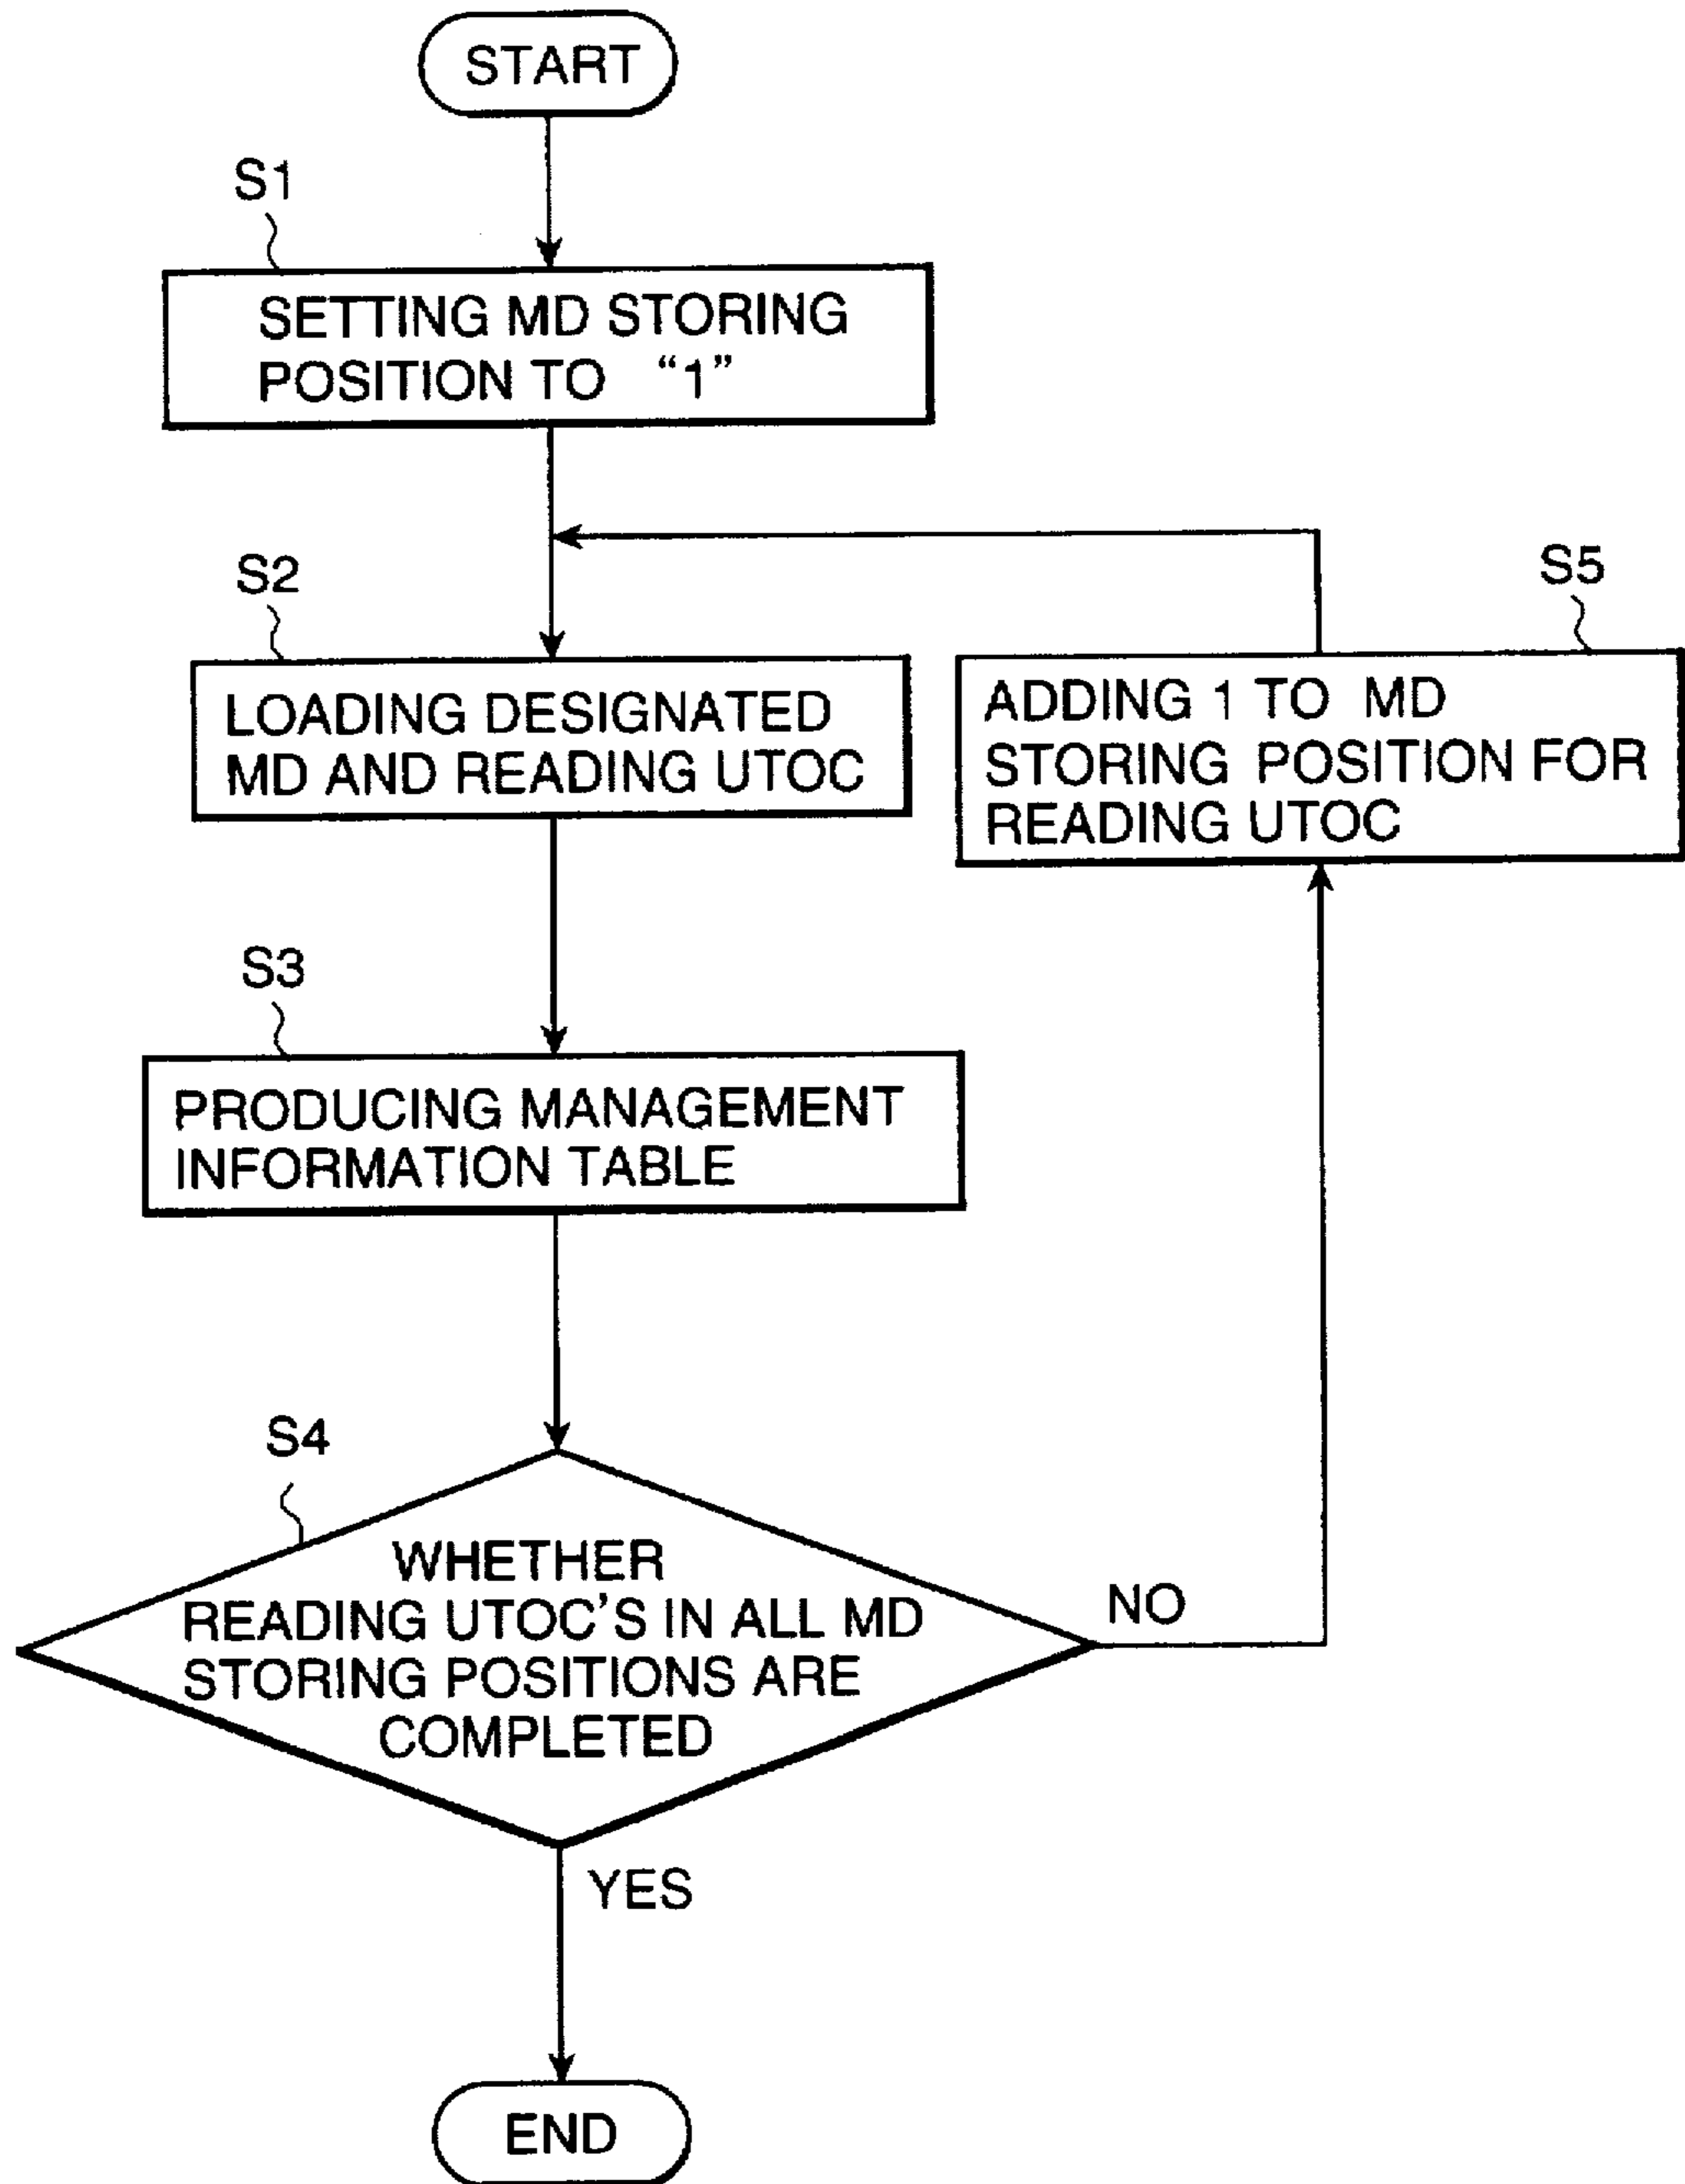 START
S1
SETTING MD STORING
POSITION TO “1”
S2
LOADING DESIGNATED
MD AND READING UTOC
S5
ADDING 1 TO MD
STORING POSITION FOR
READING UTOC
S3
PRODUCING MANAGEMENT
INFORMATION TABLE
S4
WHETHER
READING UTOC’S IN ALL MD
STORING POSITIONS ARE
COMPLETED
NO
YES
END